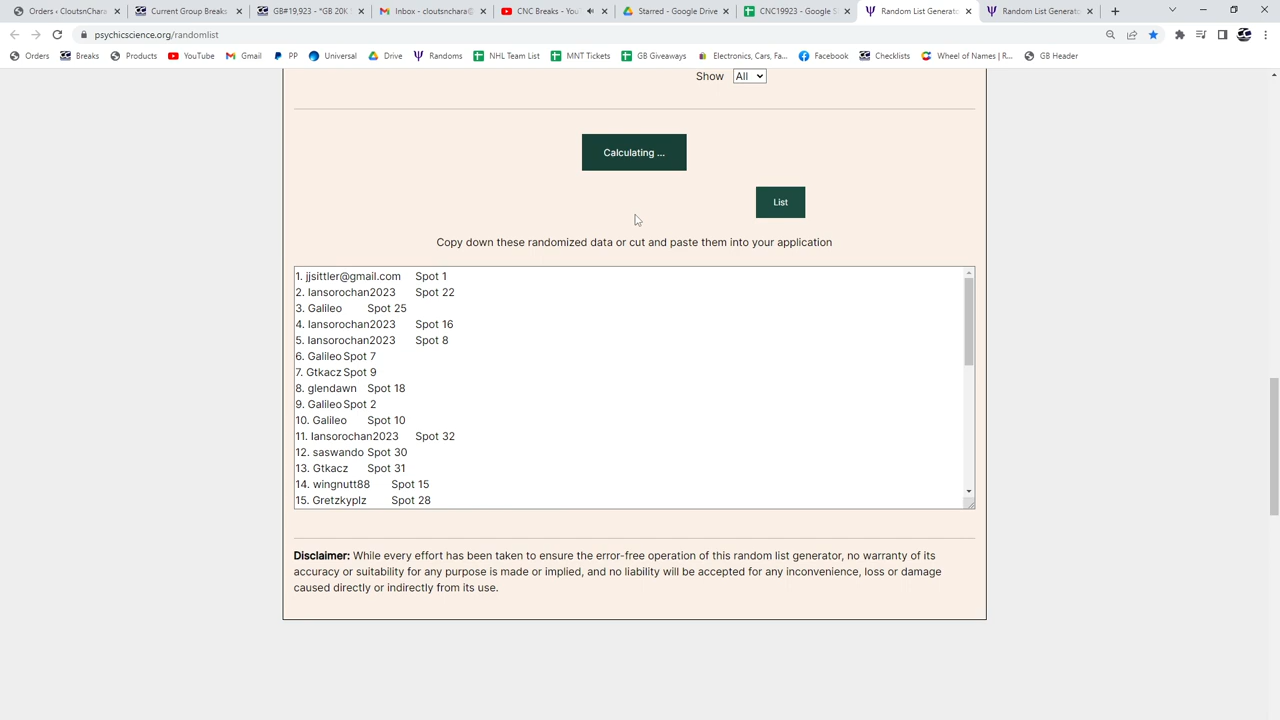 Orders < CloutsnChara
Current Group Breaks
GB#19,923 - *GB 20K
Inbox - cloutsnchara@
CNC Breaks - You
Starred - Google Drive
CNC19923 - Google S
Random List Generato
Random List Generato
psychicscience.org/randomlist
Orders
Breaks
Products
YouTube
Gmail
PP
Universal
Drive
Randoms
NHL Team List
MNT Tickets
GB Giveaways
Electronics, Cars, Fa...
Facebook
Checklists
Wheel of Names | R...
GB Header
Show All
Calculating ...
List
Copy down these randomized data or cut and paste them into your application
1. jjsittler@gmail.com Spot 1
2. Iansorochan2023 Spot 22
3. Galileo Spot 25
4. Iansorochan2023 Spot 16
5. Iansorochan2023 Spot 8
6. Galileo Spot 7
7. Gtkacz Spot 9
8. glendawn Spot 18
9. Galileo Spot 2
10. Galileo Spot 10
11. Iansorochan2023 Spot 32
12. saswando Spot 30
13. Gtkacz Spot 31
14. wingnutt88 Spot 15
15. Gretzkyplz Spot 28
Disclaimer: While every effort has been taken to ensure the error-free operation of this random list generator, no warranty of its
accuracy or suitability for any purpose is made or implied, and no liability will be accepted for any inconvenience, loss or damage
caused directly or indirectly from its use.